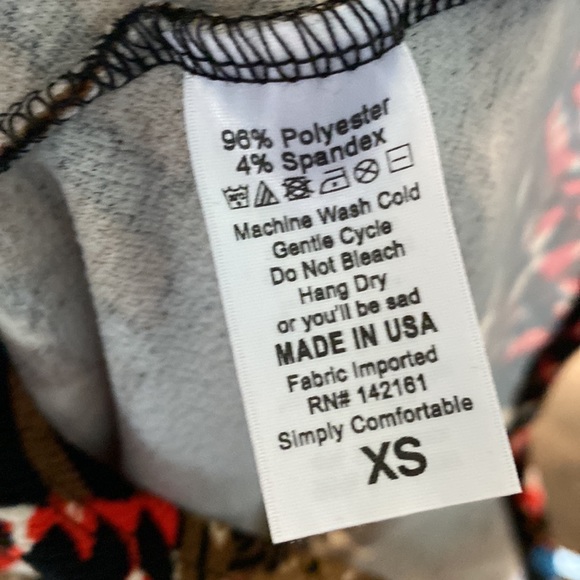 96% Polyester
4% Spandex
Machine Wash Cold
Gentle Cycle
Do Not Bleach
Hang Dry
or you'll be sad
MADE IN USA
Fabric Imported
RN# 142161
Simply Comfortable
XS